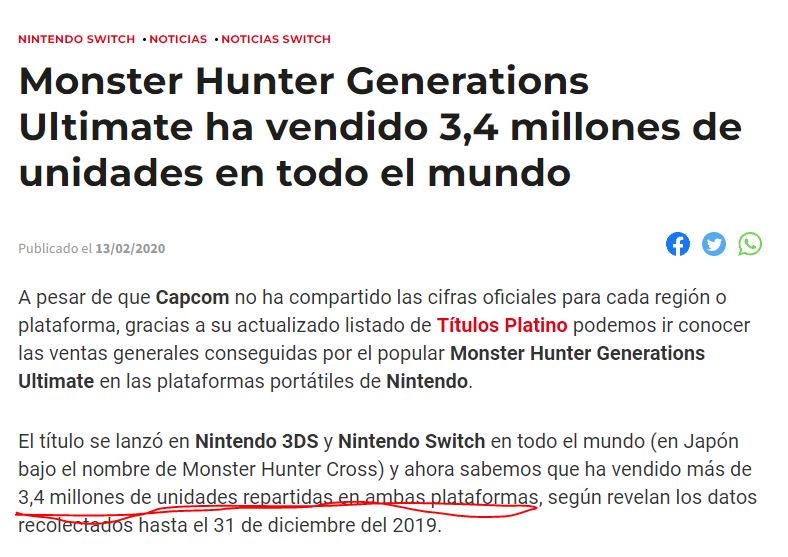 NINTENDO SWITCH • NOTICIAS • NOTICIAS SWITCH
Monster Hunter Generations
Ultimate ha vendido 3,4 millones de
unidades en todo el mundo
Publicado el 13/02/2020
A pesar de que Capcom no ha compartido las cifras oficiales para cada región o
plataforma, gracias a su actualizado listado de Títulos Platino podemos ir conocer
las ventas generales conseguidas por el popular Monster Hunter Generations
Ultimate en las plataformas portátiles de Nintendo.
El título se lanzó en Nintendo 3DS y Nintendo Switch en todo el mundo (en Japón
bajo el nombre de Monster Hunter Cross) y ahora sabemos que ha vendido más de
3,4 millones de unidades repartidas en ambas plataformas, según revelan los datos
recolectados hasta el 31 de diciembre del 2019.